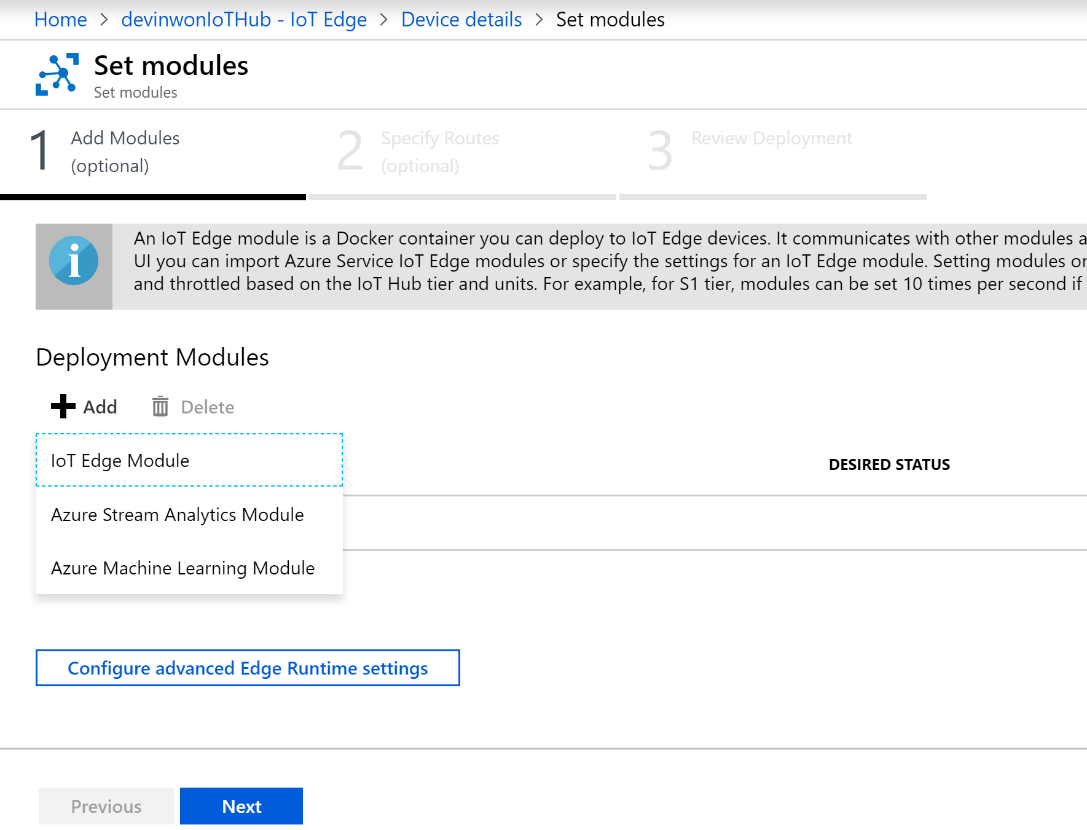 Home > devinwonIoTHub - IoT Edge > Device details > Set modules
Set modules
Set modules
1 Add Modules
(optional)
2 Specify Routes
(optional)
3 Review Deployment
An IoT Edge module is a Docker container you can deploy to IoT Edge devices. It communicates with other modules a
UI you can import Azure Service IoT Edge modules or specify the settings for an IoT Edge module. Setting modules or
and throttled based on the IoT Hub tier and units. For example, for S1 tier, modules can be set 10 times per second if
Deployment Modules
Add Delete
IoT Edge Module
DESIRED STATUS
Azure Stream Analytics Module
Azure Machine Learning Module
Configure advanced Edge Runtime settings
Previous Next